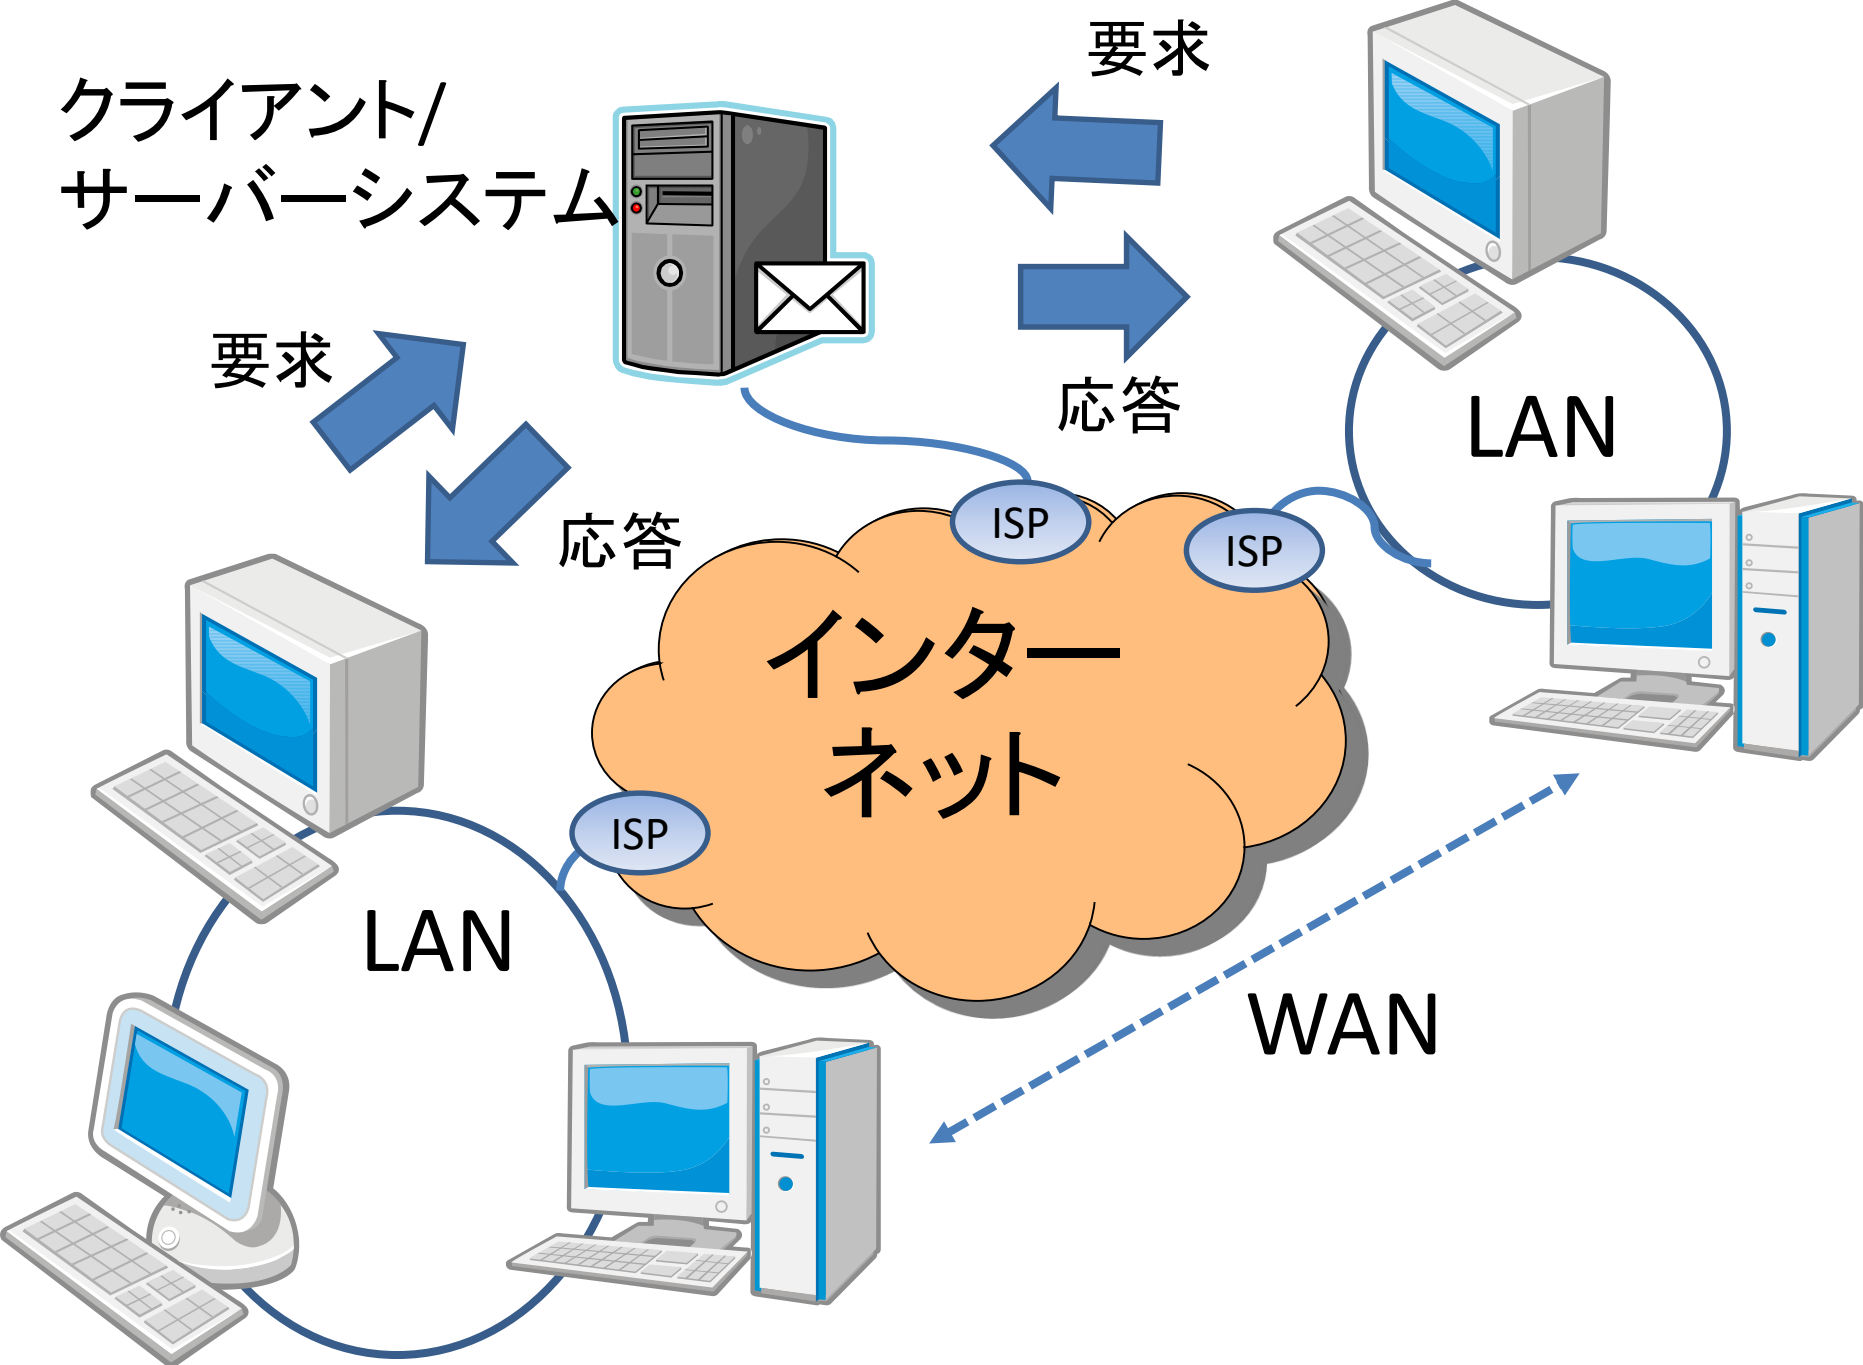 クライアント/
サーバーシステム
要求
応答
要求
応答
LAN
ISP
ISP
インター
ネット
ISP
LAN
WAN